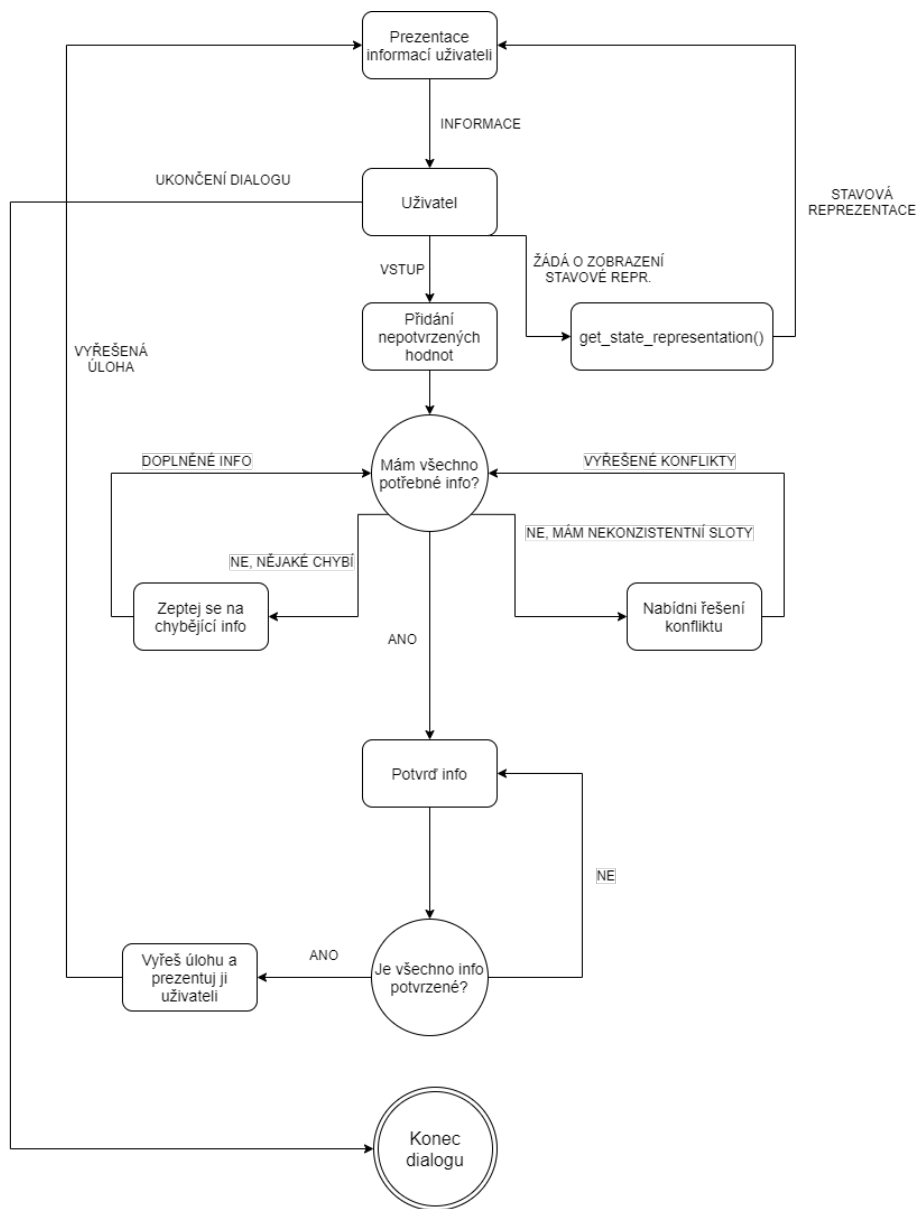 Prezentace
informací uživateli
INFORMACE
UKONČENÍ DIALOGU
Uživatel
STAVOVÁ
REPREZENTACE
VSTUP
ŽÁDÁ O ZOBRAZENÍ
STAVOVÉ REPR.
Přidání
nepotvrzených
hodnot
get_state_representation()
VYŘEŠENÁ
ÚLOHA
DOPLNĚNÉ INFO
Mám všechno
potřebné info?
VYŘEŠENÉ KONFLIKTY
NE, NĚJAKÉ CHYBÍ
NE, MÁM NEKONZISTENTNÍ SLOTY
Zeptej se na
chybějící info
Nabídni řešení
konfliktu
ANO
Potvrď info
NE
Vyřeš úlohu a
prezentuj ji
uživateli
ANO
Je všechno info
potvrzené?
Konec
dialogu